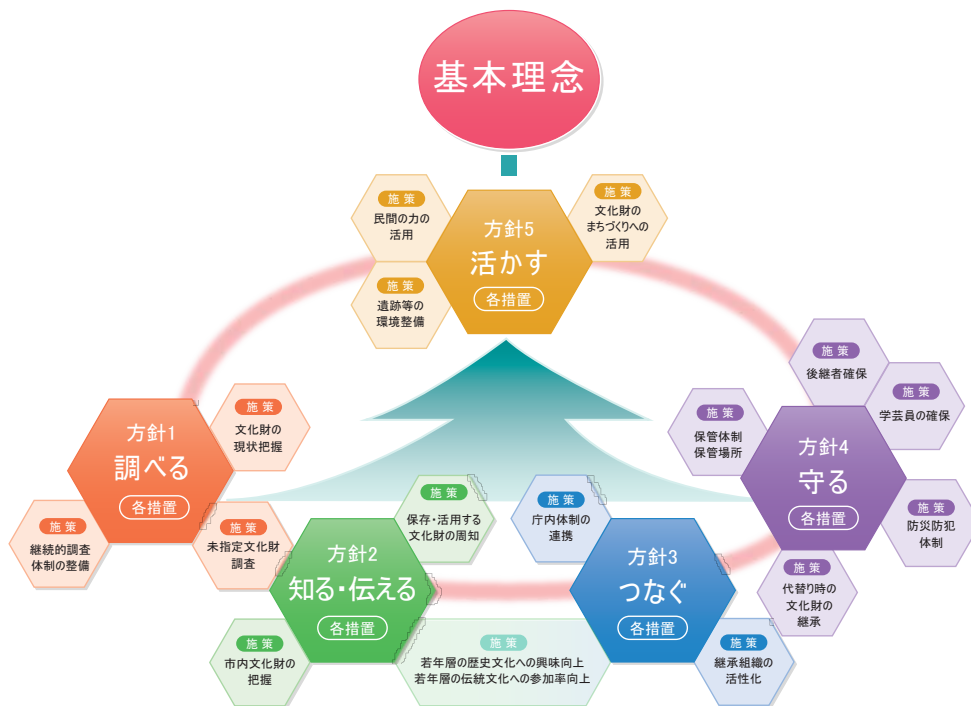 基本理念
施策
民間の力の
活用
施策
遺跡等の
環境整備
方針5
活かす
各措置
施策
文化財の
まちづくりへの
活用
方針1
調べる
各措置
施策
文化財の
現状把握
施策
継続的調査
体制の整備
施策
未指定文化財
調査
方針2
知る・伝える
各措置
施策
保存・活用する
文化財の周知
施策
市内文化財の
把握
施策
若年層の歴史文化への興味向上
若年層の伝統文化への参加率向上
方針3
つなぐ
各措置
施策
庁内体制の
連携
施策
継承組織の
活性化
方針4
守る
各措置
施策
後継者確保
施策
学芸員の確保
施策
保管体制
保管場所
施策
防災防犯
体制
施策
代替り時の
文化財の
継承